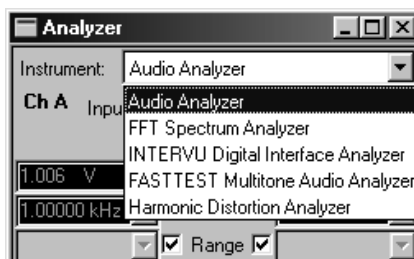 Analyzer
Instrument: Audio Analyzer
Ch A
Audio Analyzer
FFT Spectrum Analyzer
INTERVU Digital Interface Analyzer
1.006 V
FASTTEST Multitone Audio Analyzer
1.00000 kHz
Harmonic Distortion Analyzer
Range